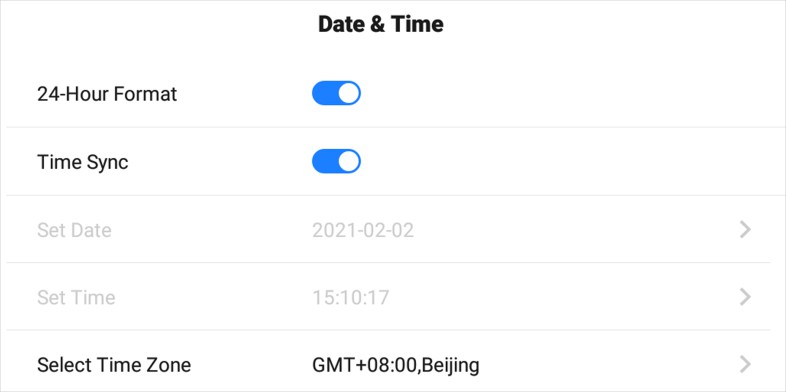 Date & Time
24-Hour Format
Time Sync
Set Date 2021-02-02
Set Time 15:10:17
Select Time Zone GMT+08:00,Beijing